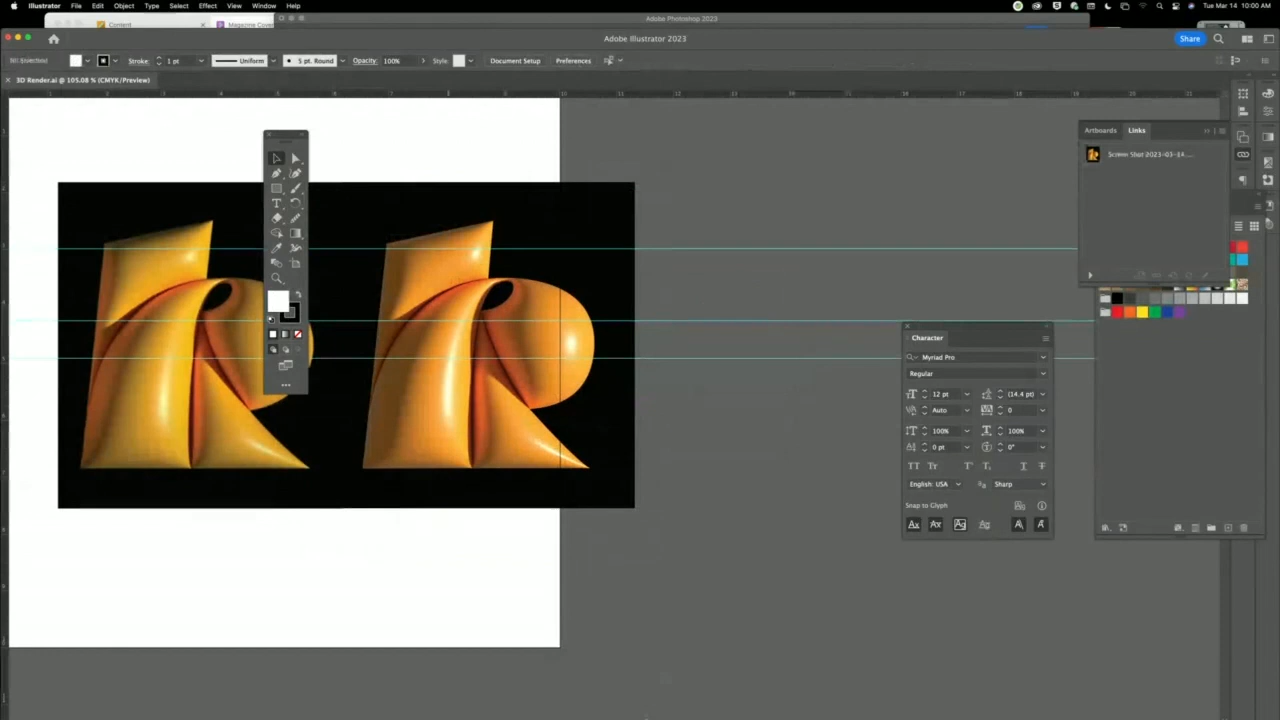 Illustrator File Edit Object Type Select Effect View Window Help
Tue Mar 14 10:00 AM
Content
Magazine Cover
Adobe Photoshop 2023
Adobe Illustrator 2023
Share
No Selection
Stroke: 1 pt
Uniform
5 pt. Round
Opacity: 100%
Style:
Document Setup
Preferences
3D Render.ai @ 105.08 % (CMYK/Preview)
Artboards
Links
Screen Shot 2023-03-14...
Character
Myriad Pro
Regular
12 pt
(14.4 pt)
Auto
0
100%
100%
0 pt
0°
English: USA
Sharp
Snap to Glyph